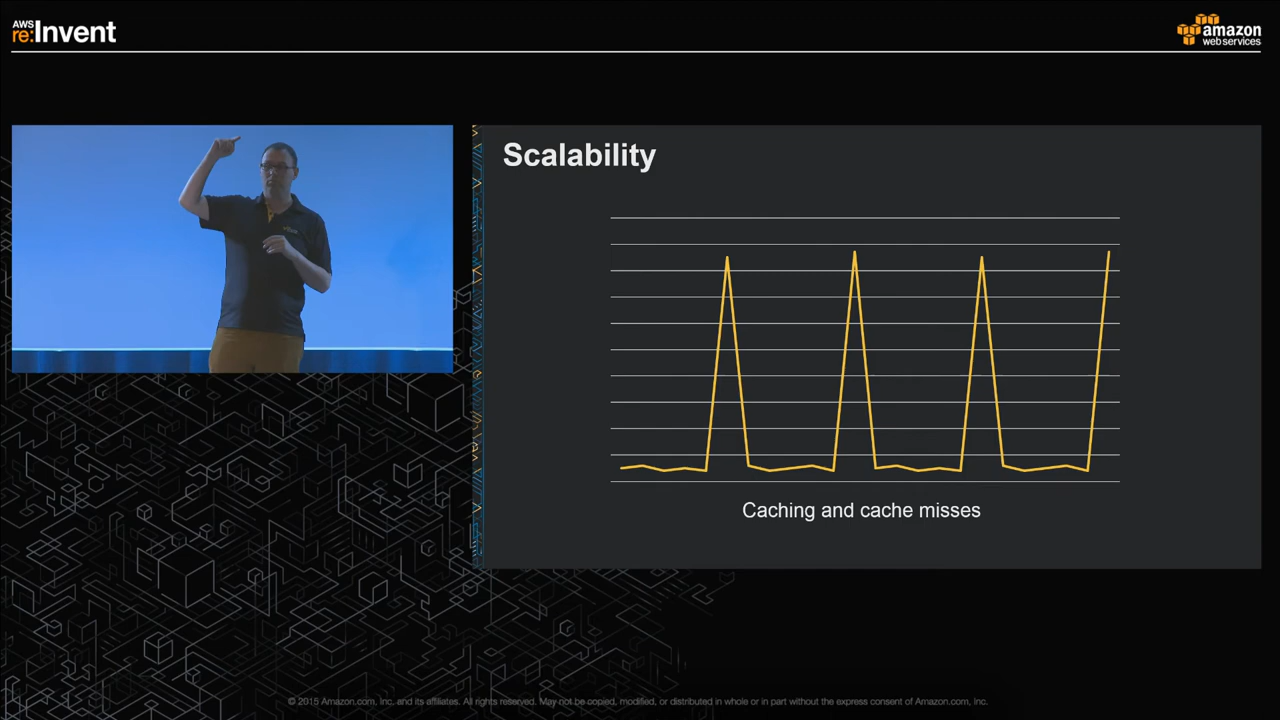 AWS
re:Invent
amazon
web services
Scalability
Caching and cache misses
© 2015 Amazon.com, Inc. and its affiliates. All rights reserved. May not be copied, modified, or distributed in whole or in part without the express consent of Amazon.com, Inc.